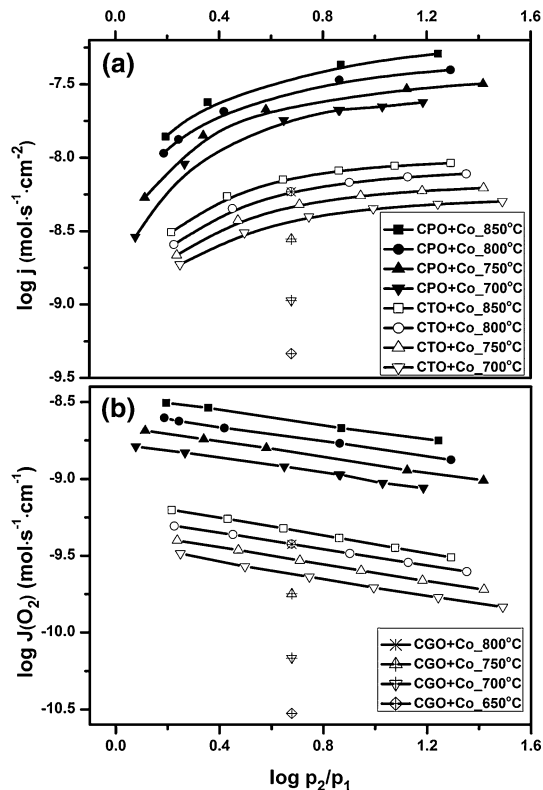 0.0 0.4 0.8 1.2 1.6
(a)
-7.5
-8.0
-8.5
-9.0
-9.5
log j (mol·s⁻¹·cm⁻²)
CPO+Co_850°C
CPO+Co_800°C
CPO+Co_750°C
CPO+Co_700°C
CTO+Co_850°C
CTO+Co_800°C
CTO+Co_750°C
CTO+Co_700°C
(b)
-8.5
-9.0
-9.5
-10.0
-10.5
log J(O₂) (mol·s⁻¹·cm⁻¹)
CGO+Co_800°C
CGO+Co_750°C
CGO+Co_700°C
CGO+Co_650°C
0.0 0.4 0.8 1.2 1.6
log p₂/p₁